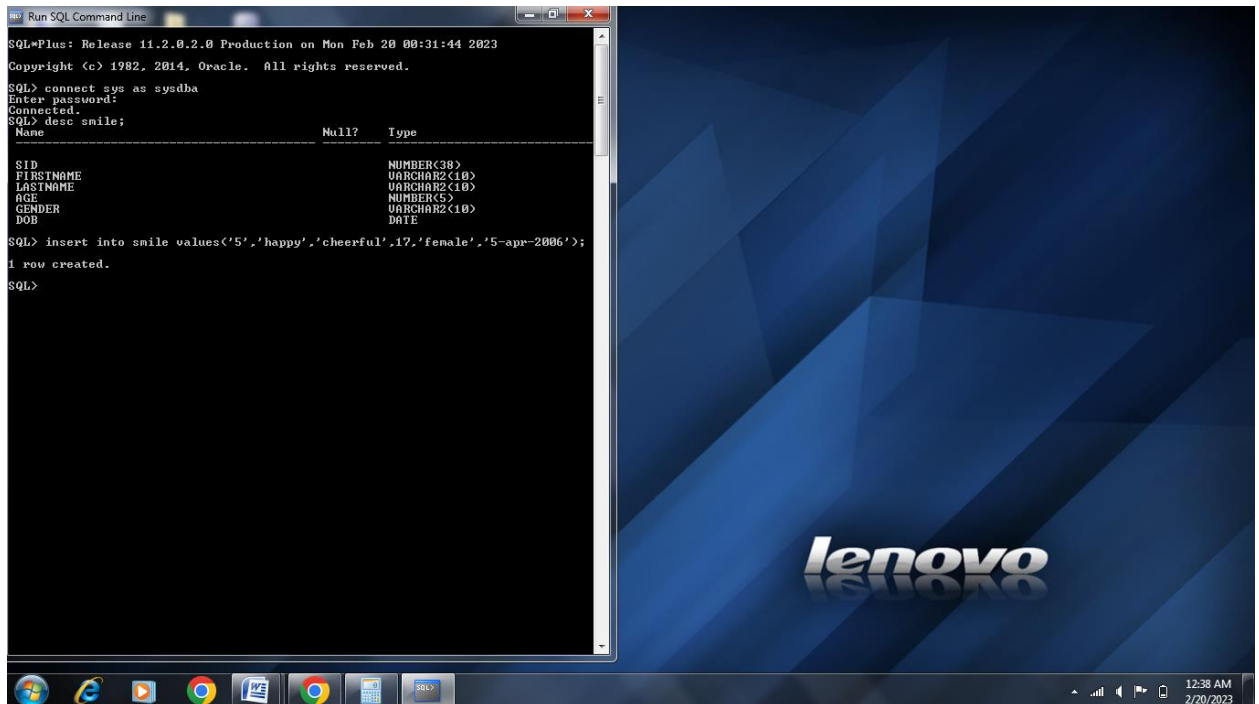 Run SQL Command Line
SQL*Plus: Release 11.2.0.2.0 Production on Mon Feb 20 00:31:44 2023
Copyright (c) 1982, 2014, Oracle.  All rights reserved.
SQL> connect sys as sysdba
Enter password:
Connected.
SQL> desc smile;
Name Null? Type
SID NUMBER(38)
FIRSTNAME VARCHAR2(10)
LASTNAME VARCHAR2(10)
AGE NUMBER(5)
GENDER VARCHAR2(10)
DOB DATE
SQL> insert into smile values('5','happy','cheerful',17,'female','5-apr-2006');
1 row created.
SQL>
lenovo
SQL>
12:38 AM
2/20/2023